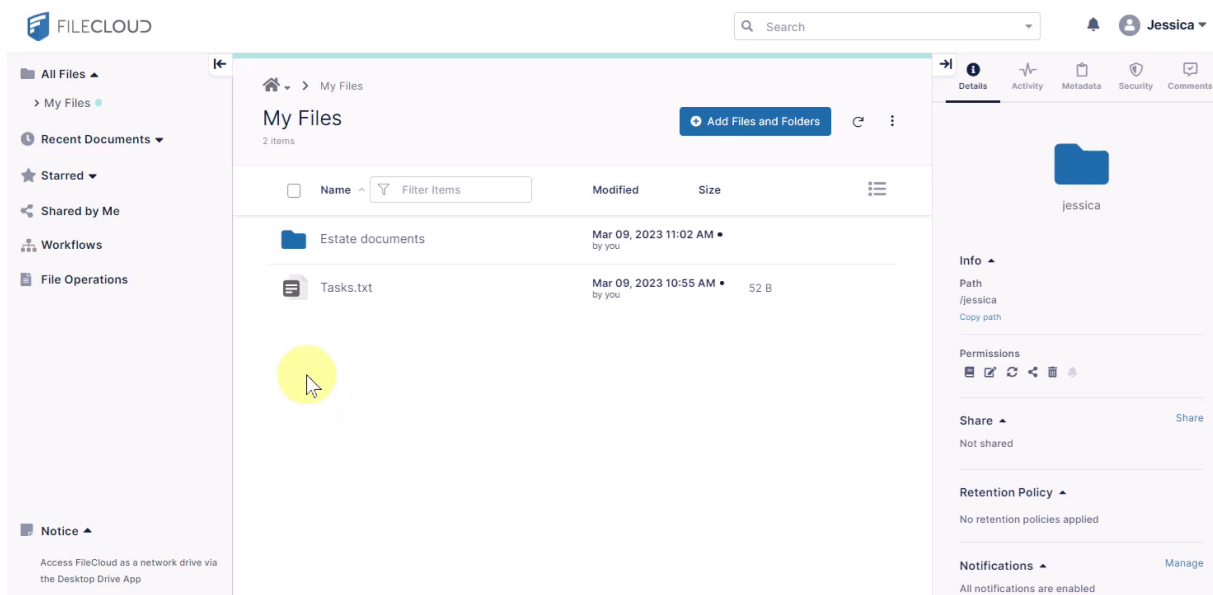 FILECLOUD
Search
Jessica
All Files
My Files
Recent Documents
Starred
Shared by Me
Workflows
File Operations
Notice
Access FileCloud as a network drive via
the Desktop Drive App
My Files
My Files
2 items
Add Files and Folders
Name
Filter Items
Modified
Size
Estate documents
Mar 09, 2023 11:02 AM
by you
Tasks.txt
Mar 09, 2023 10:55 AM
by you
52 B
Details
Activity
Metadata
Security
Comments
jessica
Info
Path
/jessica
Copy path
Permissions
Share
Share
Not shared
Retention Policy
No retention policies applied
Notifications
Manage
All notifications are enabled